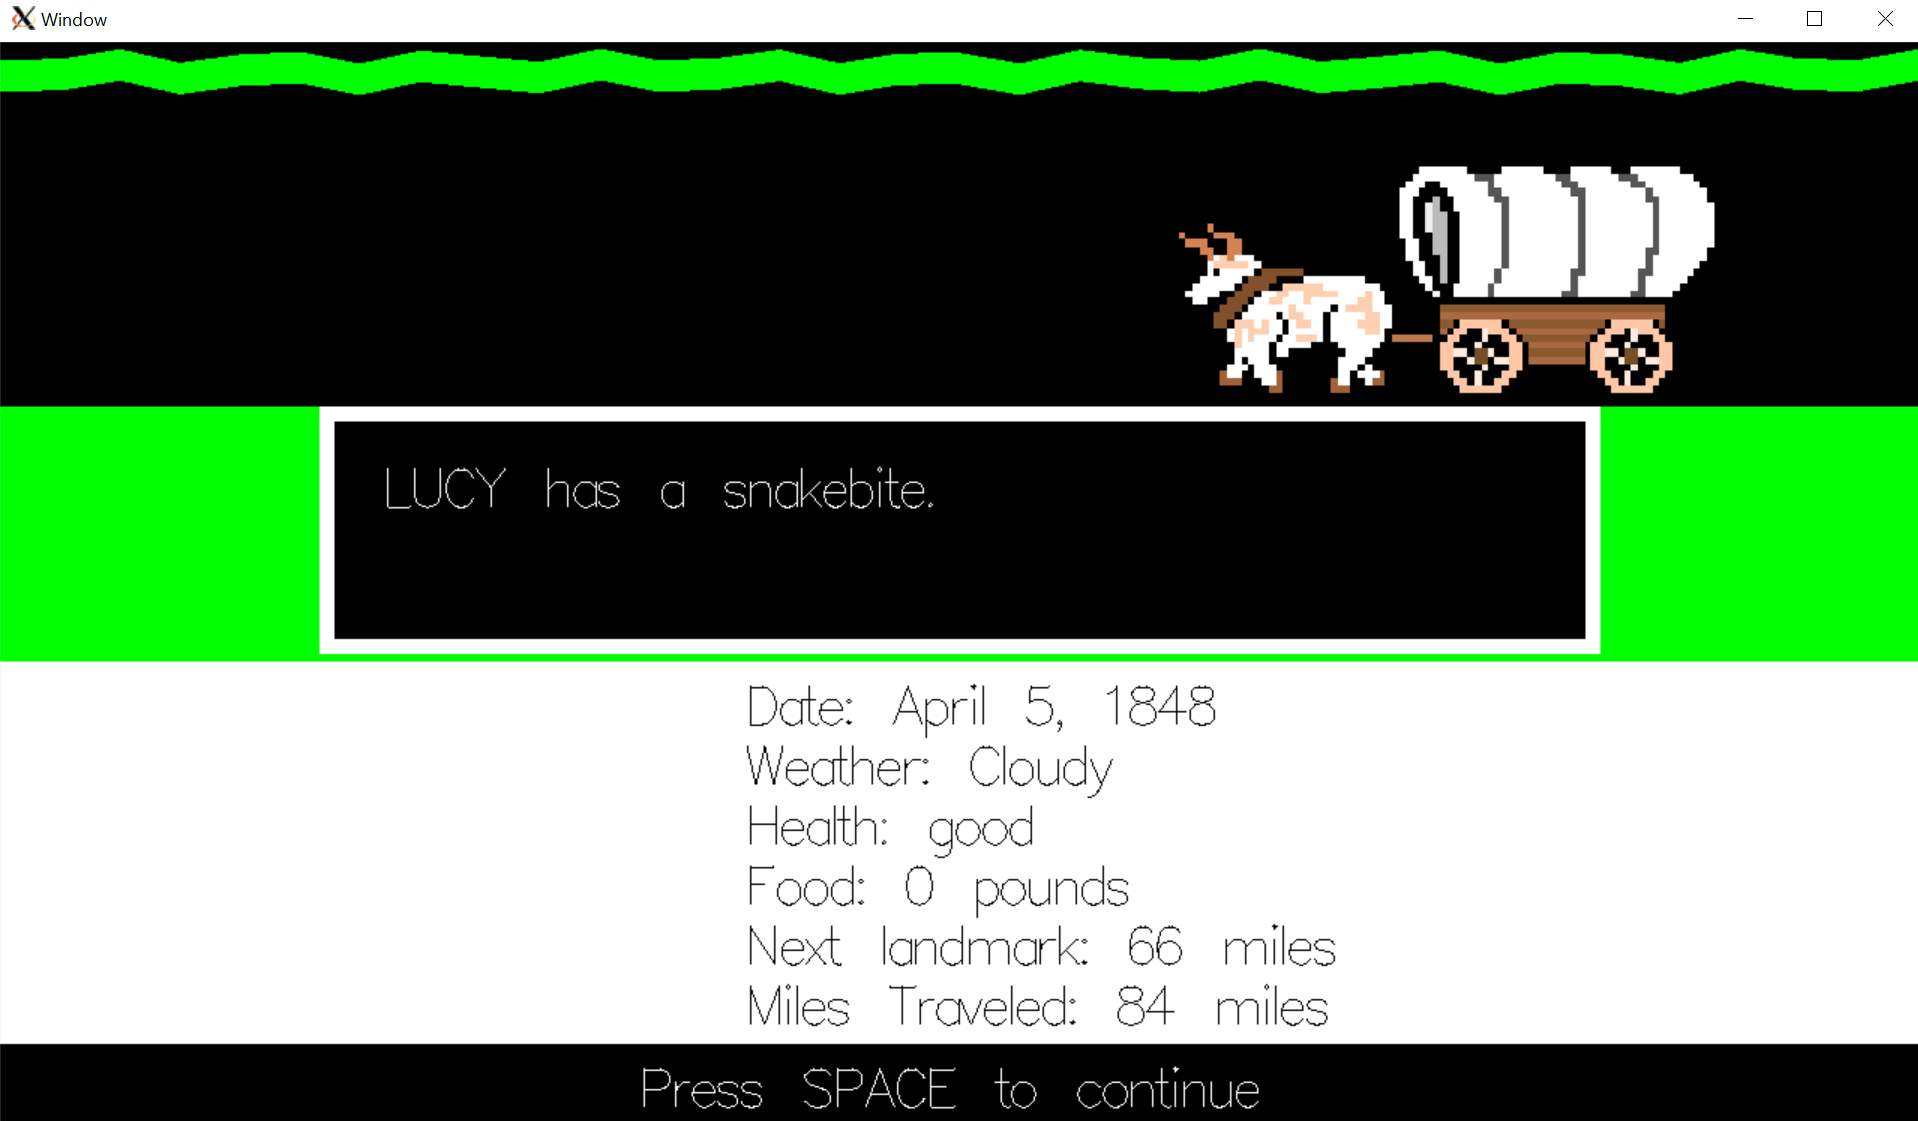 Window
LUCY has a snakebite.
Date: April 5, 1848
Weather: Cloudy
Health: good
Food: 0 pounds
Next landmark: 66 miles
Miles Traveled: 84 miles
Press SPACE to continue